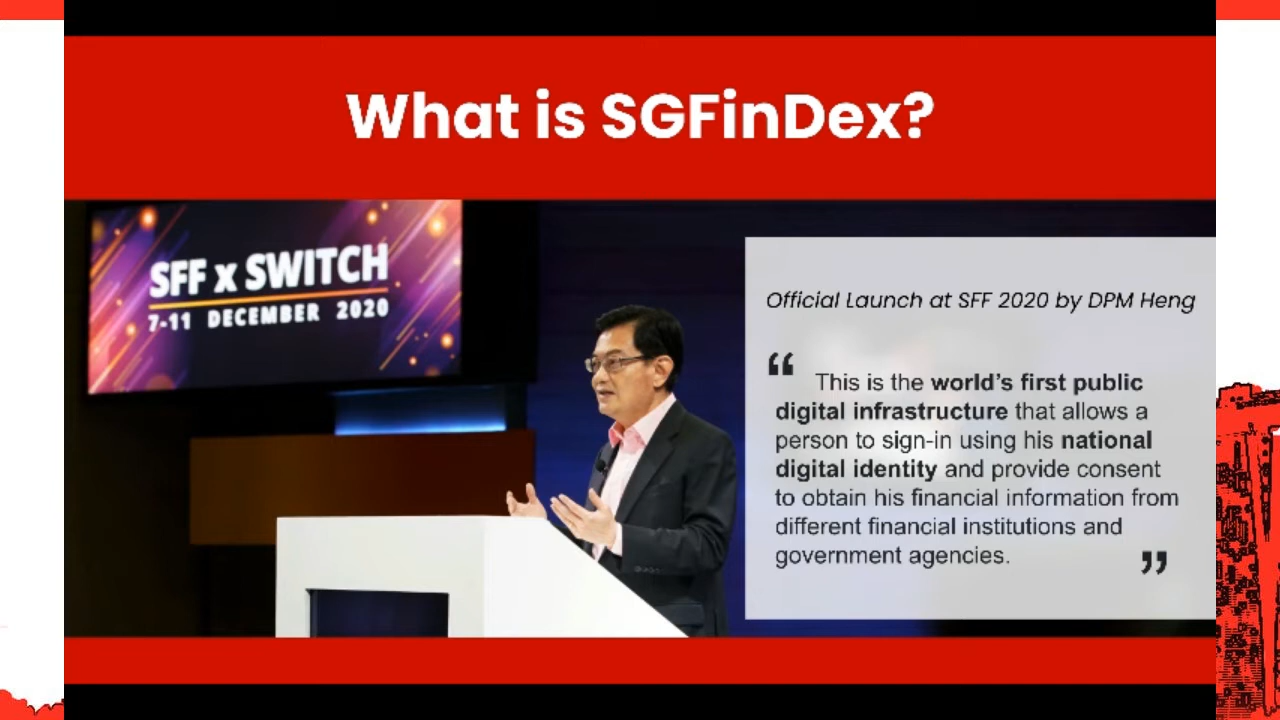 What is SGFinDex?
SFF x SWITCH
7-11 DECEMBER 2020
Official Launch at SFF 2020 by DPM Heng
“ This is the world’s first public
digital infrastructure that allows a
person to sign-in using his national
digital identity and provide consent
to obtain his financial information from
different financial institutions and
government agencies. ”